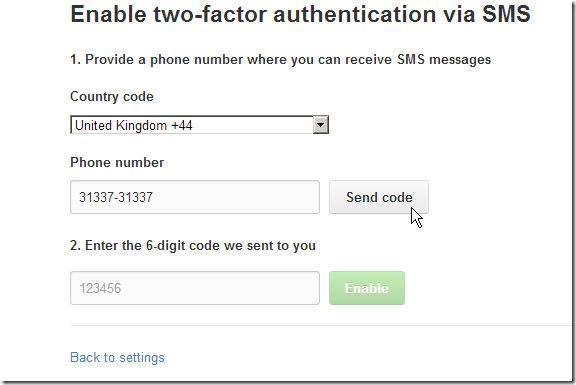 Enable two-factor authentication via SMS
1. Provide a phone number where you can receive SMS messages
Country code
United Kingdom +44
Phone number
31337-31337 Send code
2. Enter the 6-digit code we sent to you
123456 Enable
Back to settings